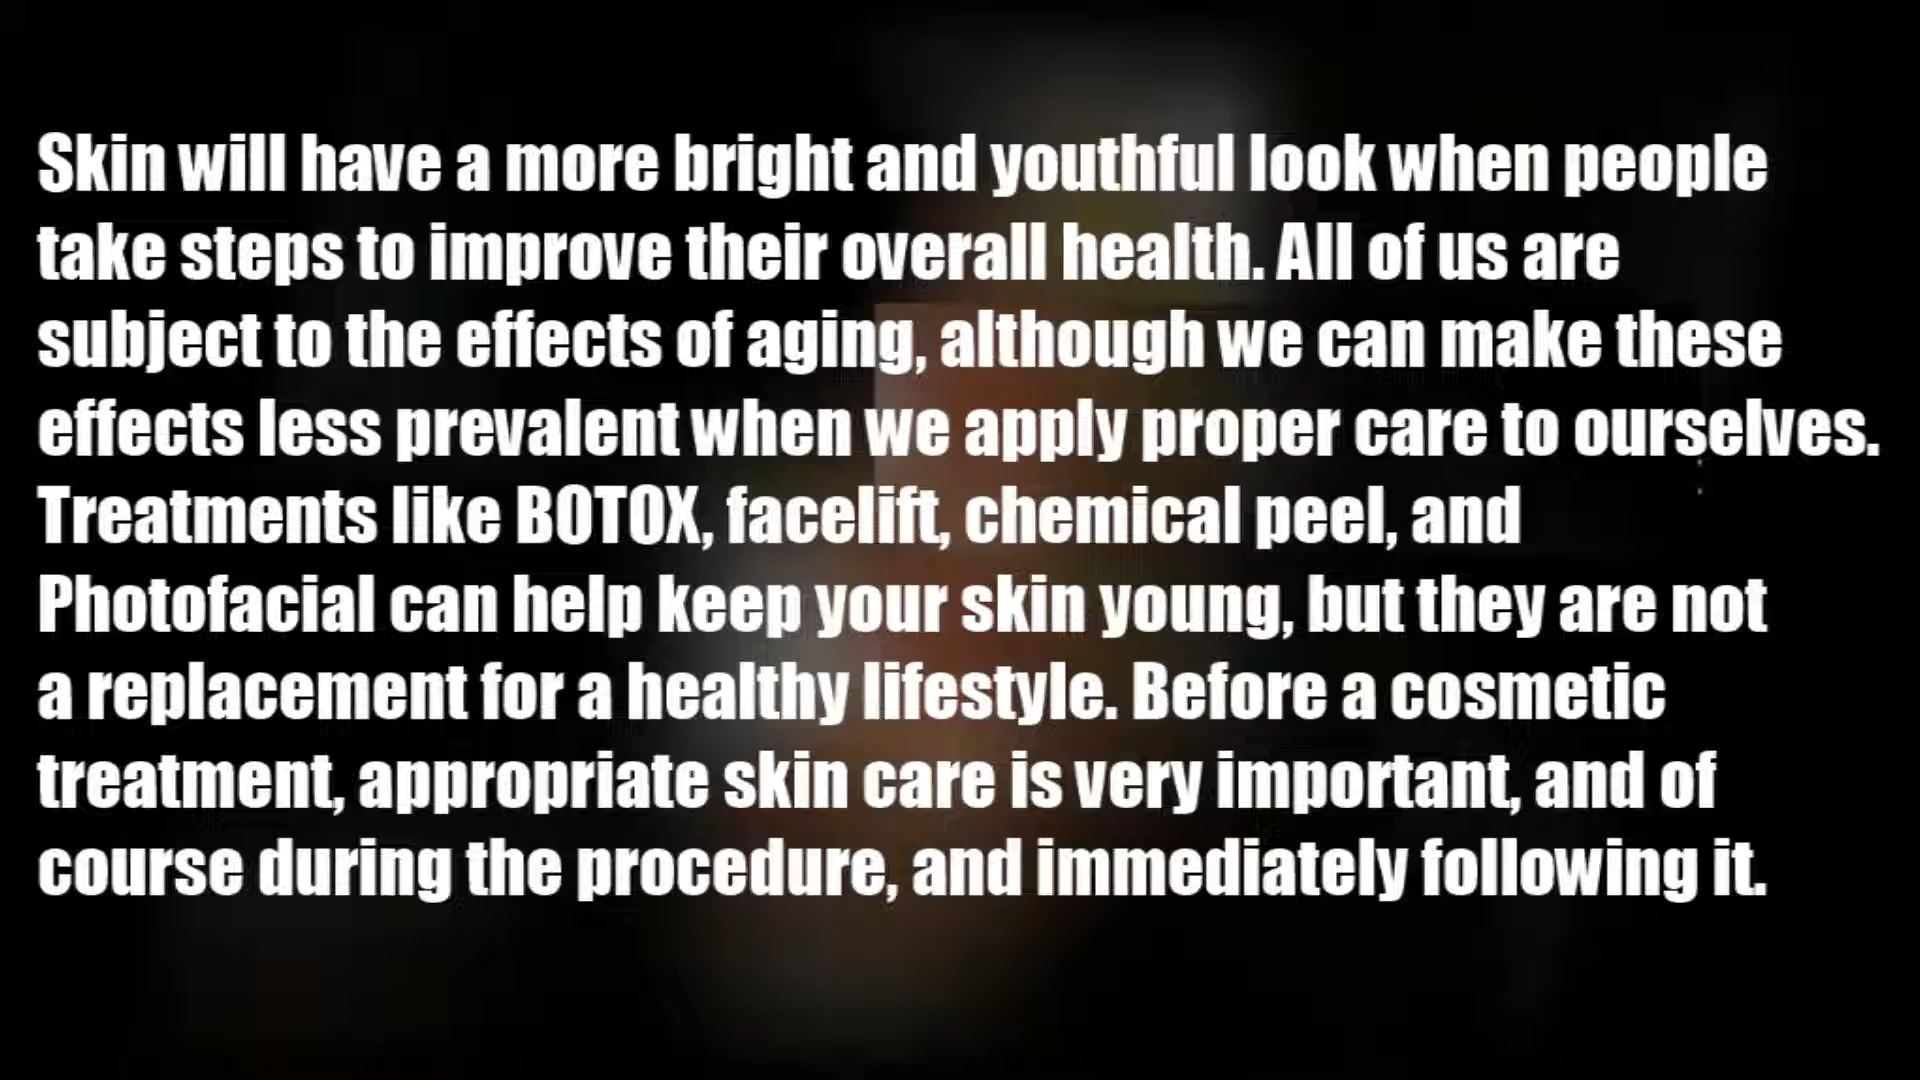 Skin will have a more bright and youthful look when people
take steps to improve their overall health. All of us are
subject to the effects of aging, although we can make these
effects less prevalent when we apply proper care to ourselves.
Treatments like BOTOX, facelift, chemical peel, and
Photofacial can help keep your skin young, but they are not
a replacement for a healthy lifestyle. Before a cosmetic
treatment, appropriate skin care is very important, and of
course during the procedure, and immediately following it.